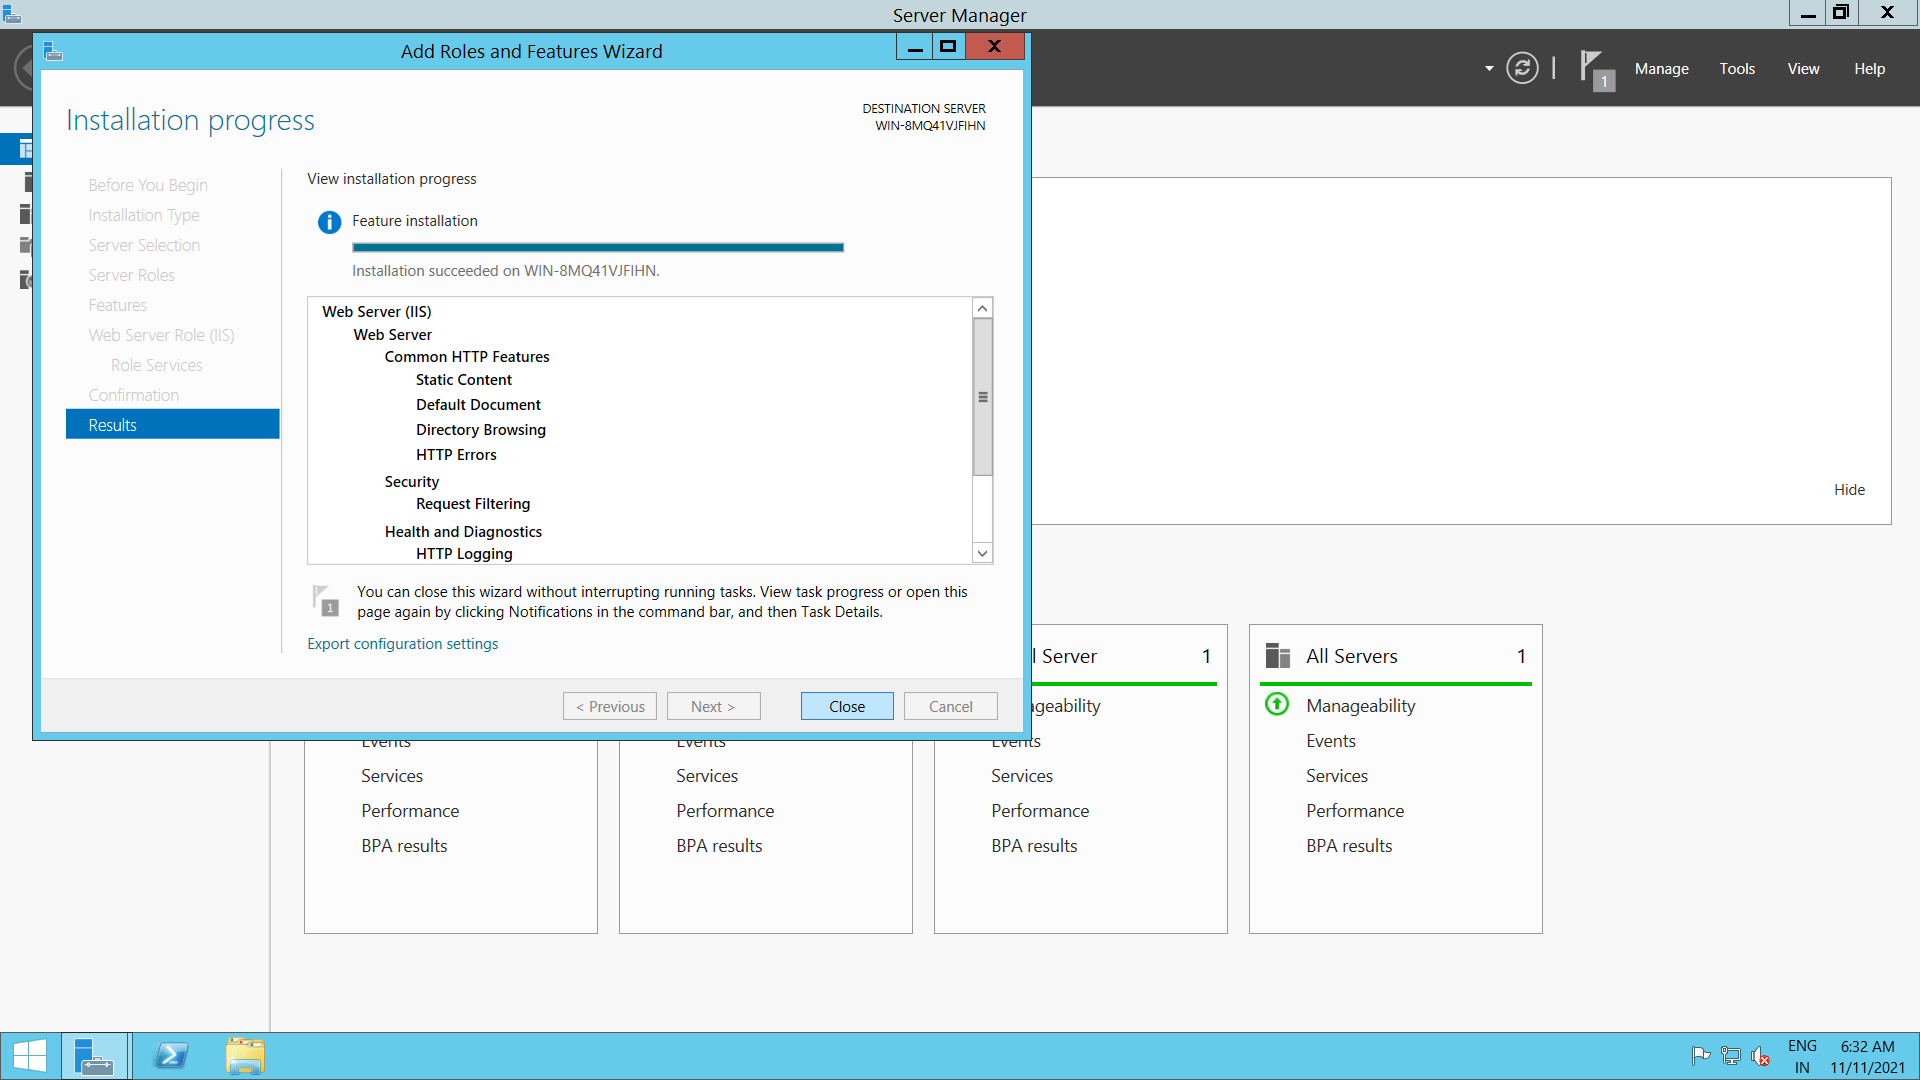 Server Manager
Add Roles and Features Wizard
1
Manage
Tools
View
Help
Installation progress
DESTINATION SERVER
WIN-8MQ41VJFIHN
Before You Begin
Installation Type
Server Selection
Server Roles
Features
Web Server Role (IIS)
Role Services
Confirmation
Results
View installation progress
Feature installation
Installation succeeded on WIN-8MQ41VJFIHN.
Web Server (IIS)
Web Server
Common HTTP Features
Static Content
Default Document
Directory Browsing
HTTP Errors
Security
Request Filtering
Health and Diagnostics
HTTP Logging
1
You can close this wizard without interrupting running tasks. View task progress or open this
page again by clicking Notifications in the command bar, and then Task Details.
Export configuration settings
< Previous
Next >
Close
Cancel
Hide
Events
Services
Performance
BPA results
Events
Services
Performance
BPA results
l Server 1
ageability
Events
Services
Performance
BPA results
All Servers 1
Manageability
Events
Services
Performance
BPA results
ENG
IN
6:32 AM
11/11/2021